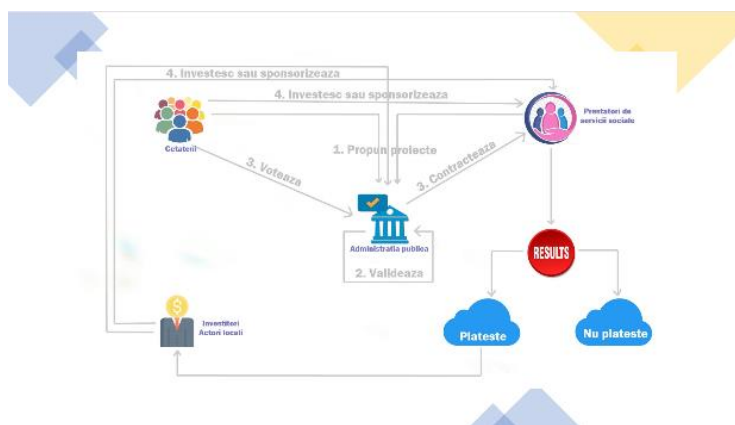 4. Investesc sau sponsorizeaza
4. Investesc sau sponsorizeaza
Prestatori de
servicii sociale
Cetatenii
1. Propun proiecte
3. Voteaza
3. Contracteaza
Administratia publica
2. Valideaza
RESULTS
Investitori
Actori locali
Plateste
Nu plateste